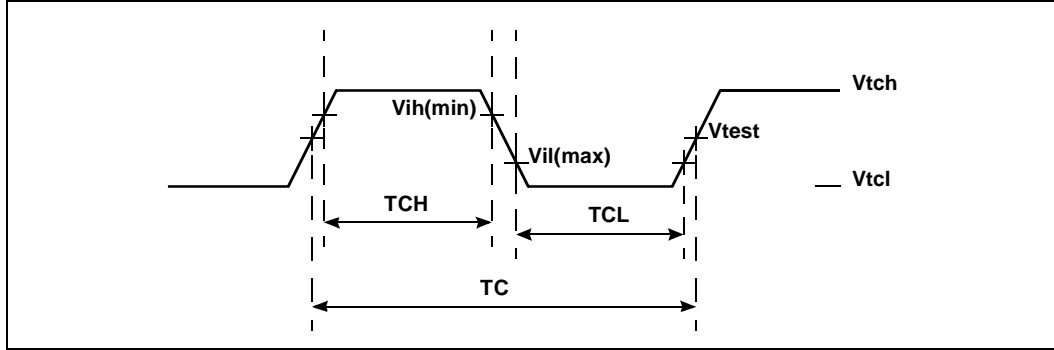 Vtch
Vih(min)
Vtest
Vil(max)
Vtcl
TCH
TCL
TC